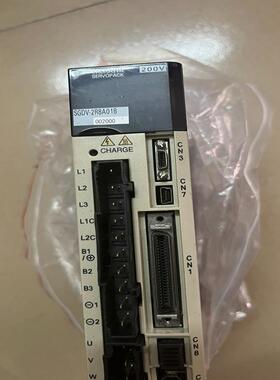 SERVOPACK
200V
SGDV-2R8A01B
002000
CHARGE
CN3
CN7
CN1
CN8
L1
L2
L3
L1C
L2C
B1
/⊕
B2
B3
⊖1
⊖2
U
V
W